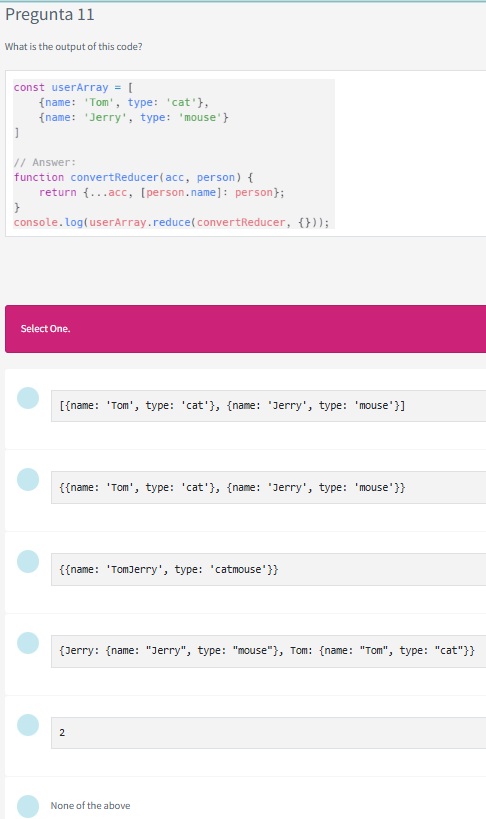 Pregunta 11
What is the output of this code?
const userArray = [
    {name: 'Tom', type: 'cat'},
    {name: 'Jerry', type: 'mouse'}
]
// Answer:
function convertReducer(acc, person) {
    return {...acc, [person.name]: person};
}
console.log(userArray.reduce(convertReducer, {}));
Select One.
[{name: 'Tom', type: 'cat'}, {name: 'Jerry', type: 'mouse'}]
{{name: 'Tom', type: 'cat'}, {name: 'Jerry', type: 'mouse'}}
{{name: 'TomJerry', type: 'catmouse'}}
{Jerry: {name: "Jerry", type: "mouse"}, Tom: {name: "Tom", type: "cat"}}
2
None of the above